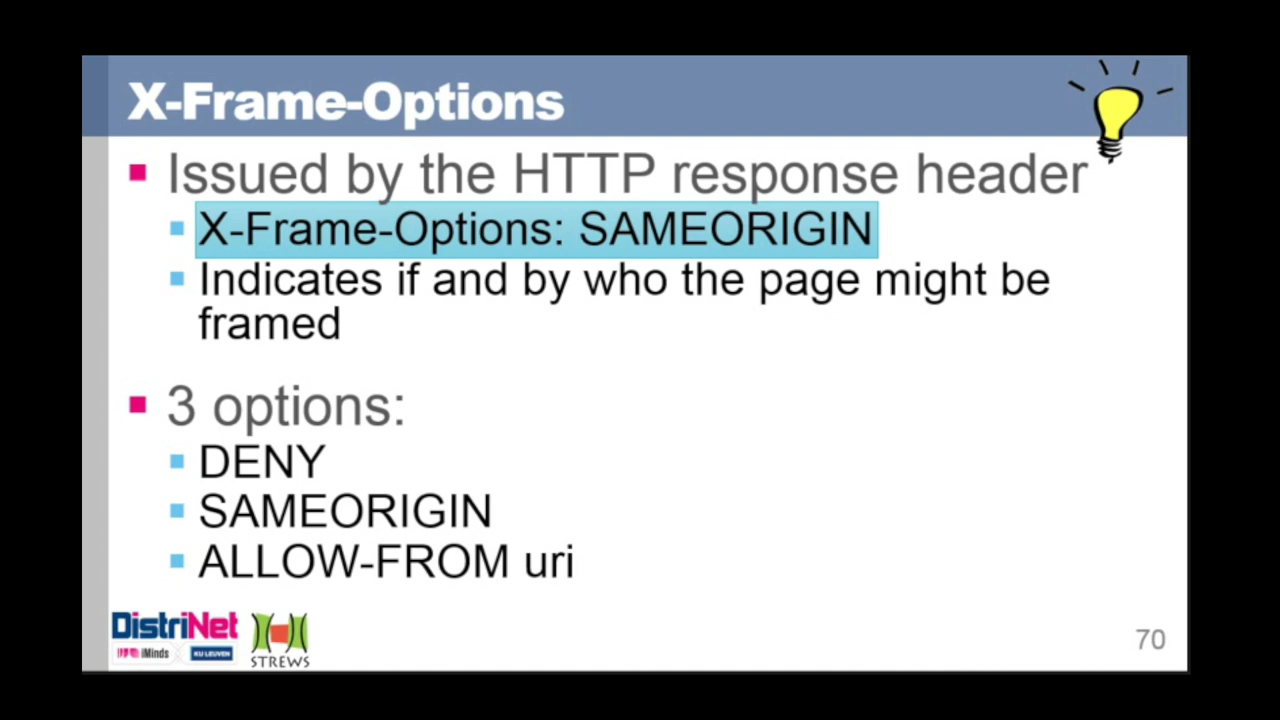 X-Frame-Options
Issued by the HTTP response header
X-Frame-Options: SAMEORIGIN
Indicates if and by who the page might be
framed
3 options:
DENY
SAMEORIGIN
ALLOW-FROM uri
DistriNet
iMinds
KU LEUVEN
STREWS
70